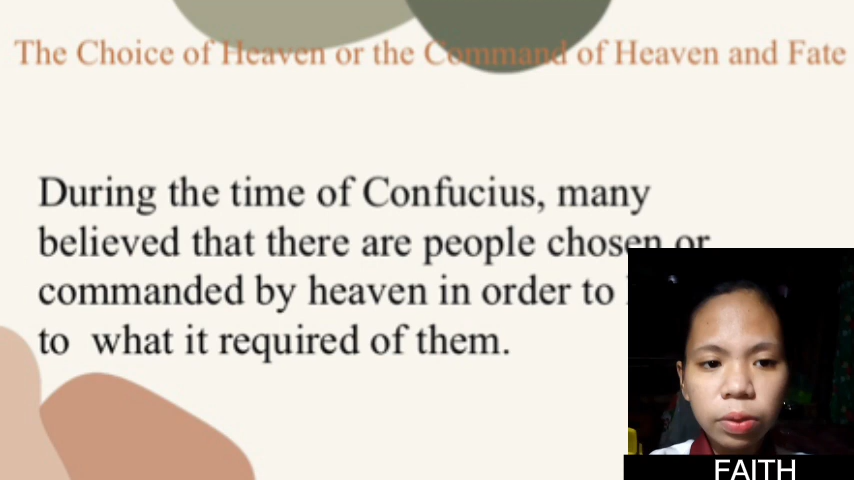 The Choice of Heaven or the Command of Heaven and Fate
During the time of Confucius, many
believed that there are people chosen or
commanded by heaven in order to
to what it required of them.
FAITH